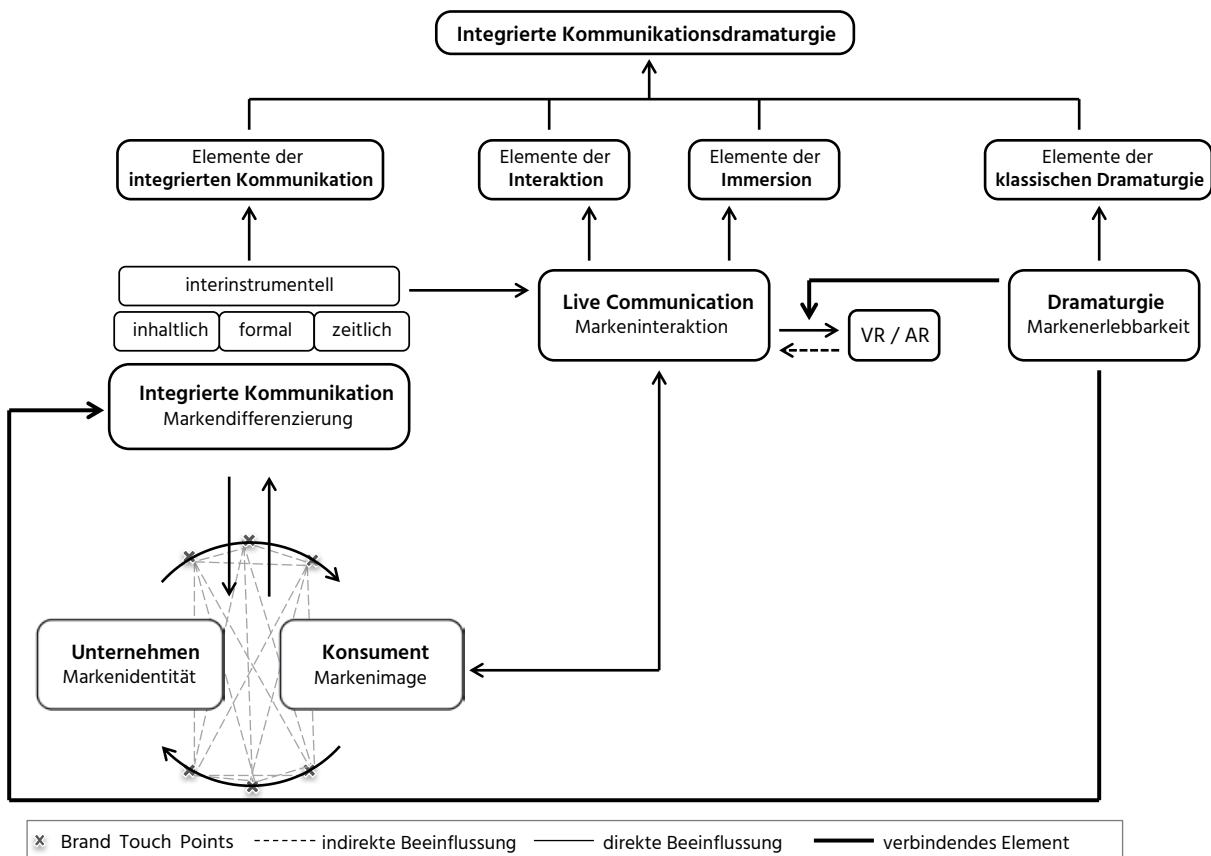 Integrierte Kommunikationsdramaturgie
Elemente der
integrierten Kommunikation
Elemente der
Interaktion
Elemente der
Immersion
Elemente der
klassischen Dramaturgie
interinstrumentell
inhaltlich
formal
zeitlich
Integrierte Kommunikation
Markendifferenzierung
Live Communication
Markeninteraktion
VR / AR
Dramaturgie
Markenerlebbarkeit
Unternehmen
Markenidentität
Konsument
Markenimage
Brand Touch Points
indirekte Beeinflussung
direkte Beeinflussung
verbindendes Element